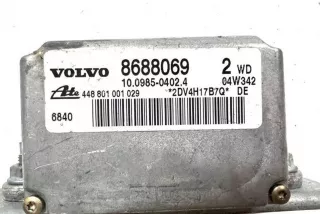 VOLVO 8688069 2 WD
10.0985-0402.4 04W342
Ate 448 801 001 029 *2DV4H17B7Q* DE
6840